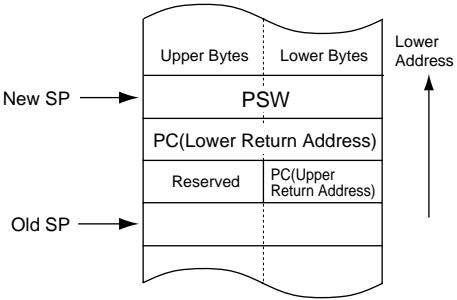 Upper Bytes
Lower Bytes
Lower
Address
New SP
PSW
PC(Lower Return Address)
Reserved
PC(Upper
Return Address)
Old SP